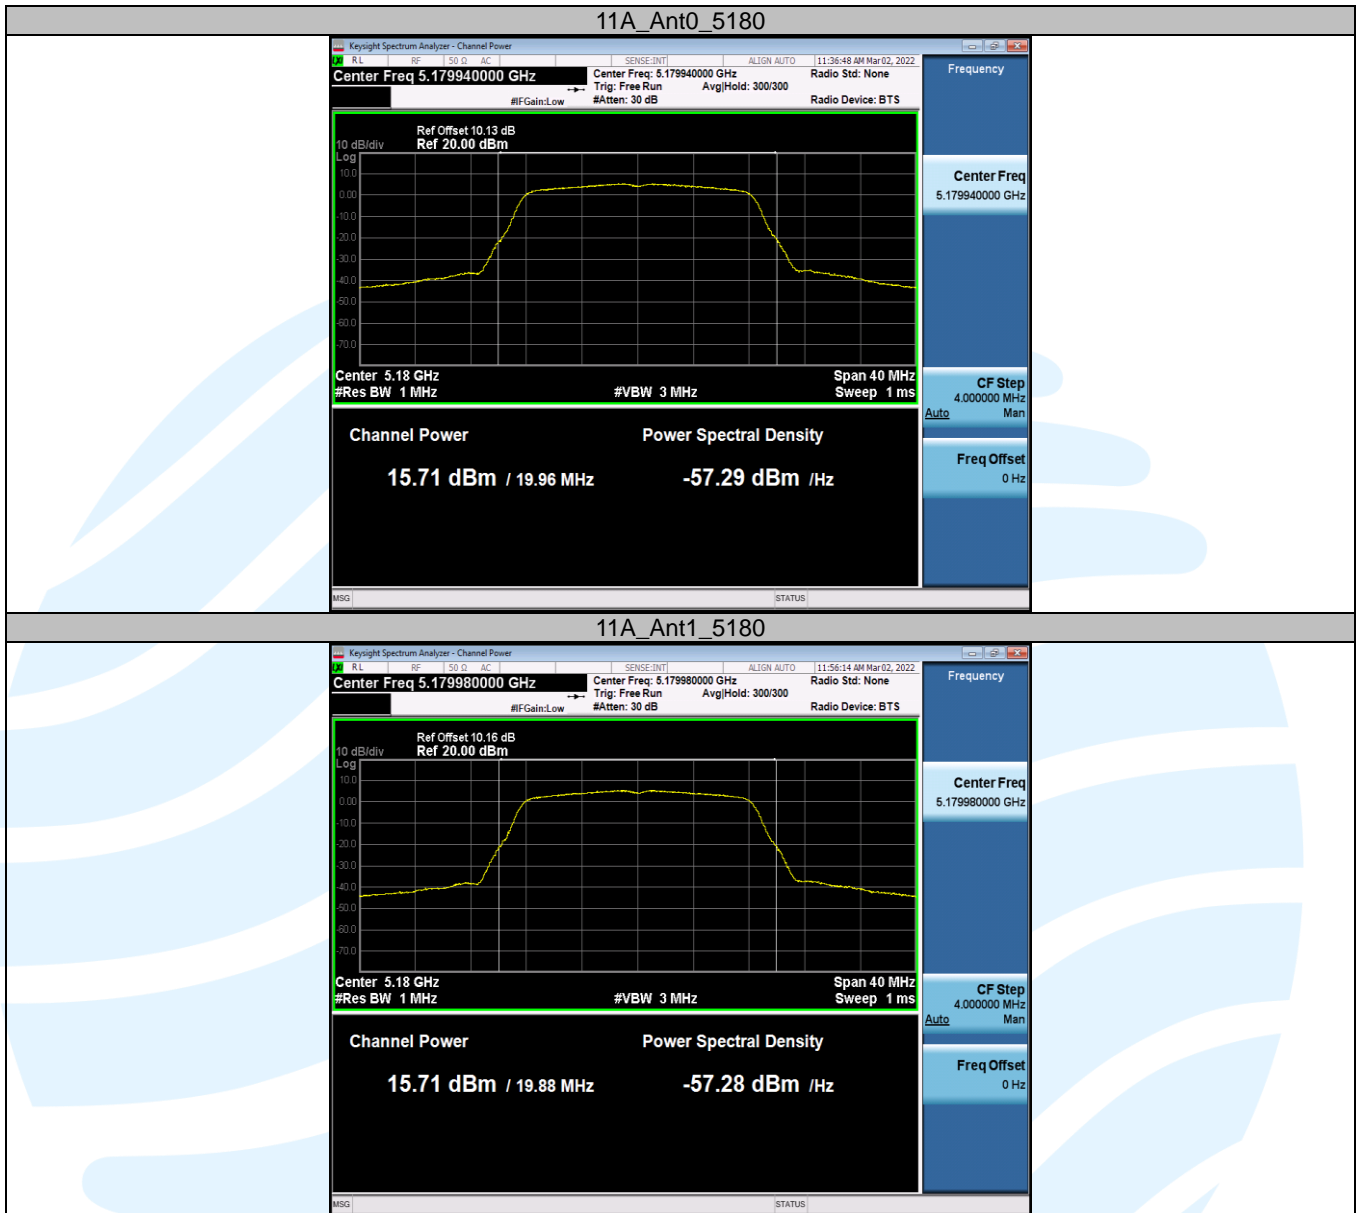 11A_Ant0_5180
Keysight Spectrum Analyzer - Channel Power
RL RF 50 Ω AC SENSE:INT ALIGN AUTO 11:36:48 AM Mar 02, 2022
Center Freq 5.179940000 GHz
Center Freq: 5.179940000 GHz Radio Std: None
Trig: Free Run Avg|Hold: 300/300
#IFGain:Low #Atten: 30 dB Radio Device: BTS
Frequency
Ref Offset 10.13 dB
10 dB/div Ref 20.00 dBm
Log
10.0
0.00
-10.0
-20.0
-30.0
-40.0
-50.0
-60.0
-70.0
Center 5.18 GHz Span 40 MHz
#Res BW 1 MHz #VBW 3 MHz Sweep 1 ms
Channel Power Power Spectral Density
15.71 dBm / 19.96 MHz -57.29 dBm /Hz
Center Freq
5.179940000 GHz
CF Step
4.000000 MHz
Auto Man
Freq Offset
0 Hz
MSG STATUS
11A_Ant1_5180
Keysight Spectrum Analyzer - Channel Power
RL RF 50 Ω AC SENSE:INT ALIGN AUTO 11:56:14 AM Mar 02, 2022
Center Freq 5.179980000 GHz
Center Freq: 5.179980000 GHz Radio Std: None
Trig: Free Run Avg|Hold: 300/300
#IFGain:Low #Atten: 30 dB Radio Device: BTS
Frequency
Ref Offset 10.16 dB
10 dB/div Ref 20.00 dBm
Log
10.0
0.00
-10.0
-20.0
-30.0
-40.0
-50.0
-60.0
-70.0
Center 5.18 GHz Span 40 MHz
#Res BW 1 MHz #VBW 3 MHz Sweep 1 ms
Channel Power Power Spectral Density
15.71 dBm / 19.88 MHz -57.28 dBm /Hz
Center Freq
5.179980000 GHz
CF Step
4.000000 MHz
Auto Man
Freq Offset
0 Hz
MSG STATUS